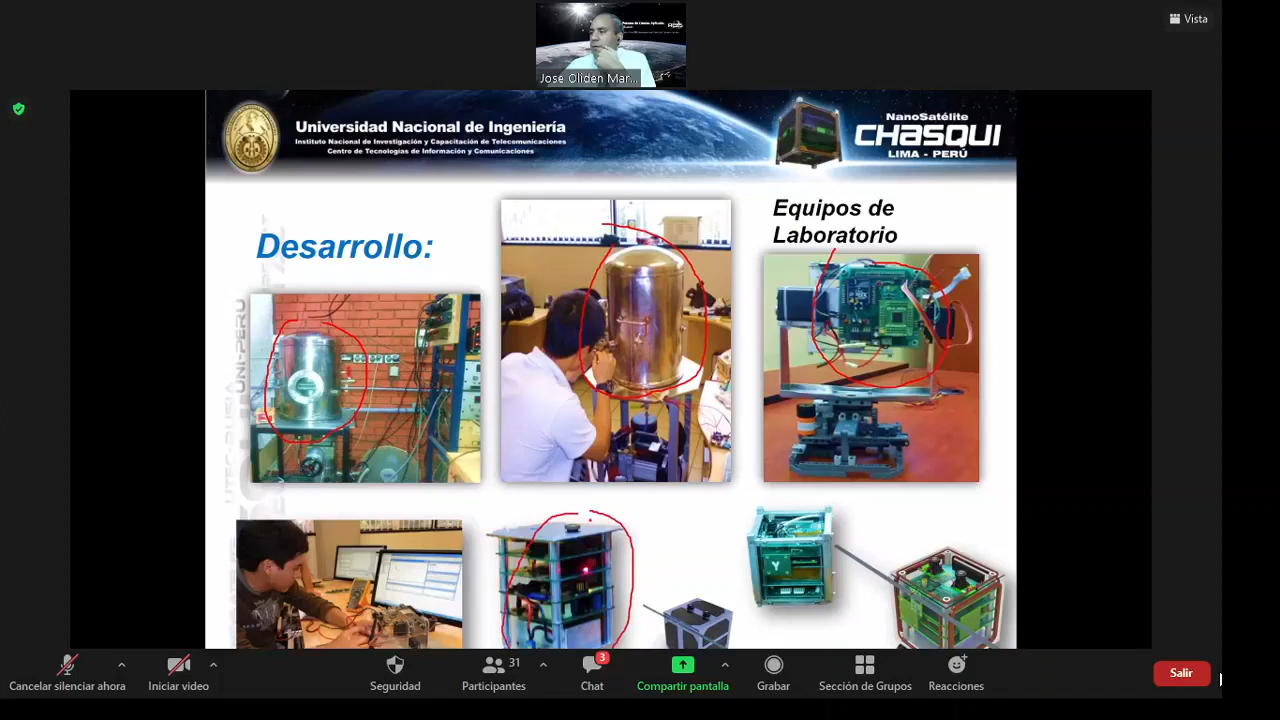 Vista
Jose Oliden Mar...
Universidad Nacional de Ingeniería
Instituto Nacional de Investigación y Capacitación de Telecomunicaciones
Centro de Tecnologías de Información y Comunicaciones
NanoSatélite
CHASQUI
LIMA - PERÚ
Desarrollo:
Equipos de
Laboratorio
Y
31
3
Cancelar silenciar ahora
Iniciar video
Seguridad
Participantes
Chat
Compartir pantalla
Grabar
Sección de Grupos
Reacciones
Salir